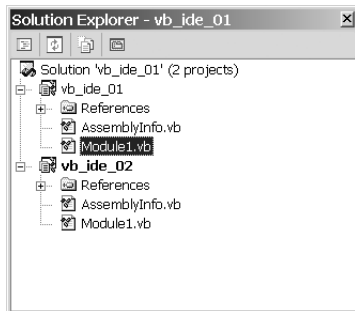 Solution Explorer - vb_ide_01
Solution 'vb_ide_01' (2 projects)
vb_ide_01
References
AssemblyInfo.vb
Module1.vb
vb_ide_02
References
AssemblyInfo.vb
Module1.vb